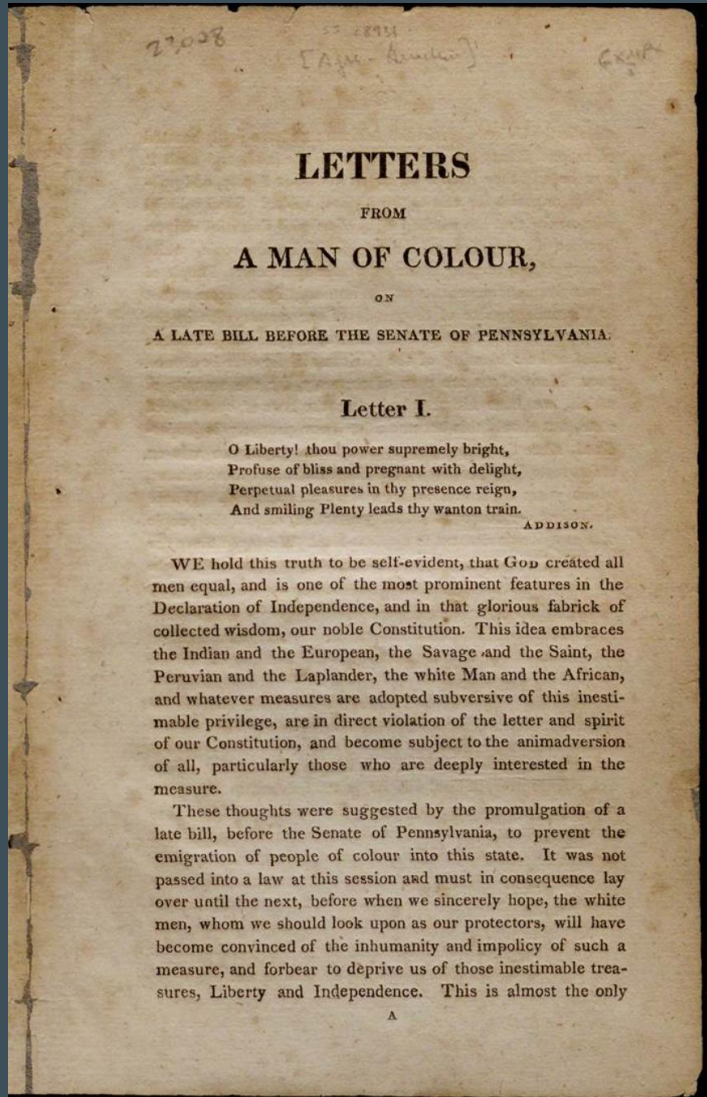 23008
LETTERS
FROM
A MAN OF COLOUR,
ON
A LATE BILL BEFORE THE SENATE OF PENNSYLVANIA.
Letter I.
O Liberty! thou power supremely bright,
Profuse of bliss and pregnant with delight,
Perpetual pleasures in thy presence reign,
And smiling Plenty leads thy wanton train.
ADDISON.
WE hold this truth to be self-evident, that GOD created all
men equal, and is one of the most prominent features in the
Declaration of Independence, and in that glorious fabrick of
collected wisdom, our noble Constitution. This idea embraces
the Indian and the European, the Savage and the Saint, the
Peruvian and the Laplander, the white Man and the African,
and whatever measures are adopted subversive of this inesti-
mable privilege, are in direct violation of the letter and spirit
of our Constitution, and become subject to the animadversion
of all, particularly those who are deeply interested in the
measure.
These thoughts were suggested by the promulgation of a
late bill, before the Senate of Pennsylvania, to prevent the
emigration of people of colour into this state. It was not
passed into a law at this session and must in consequence lay
over until the next, before when we sincerely hope, the white
men, whom we should look upon as our protectors, will have
become convinced of the inhumanity and impolicy of such a
measure, and forbear to deprive us of those inestimable trea-
sures, Liberty and Independence. This is almost the only
A